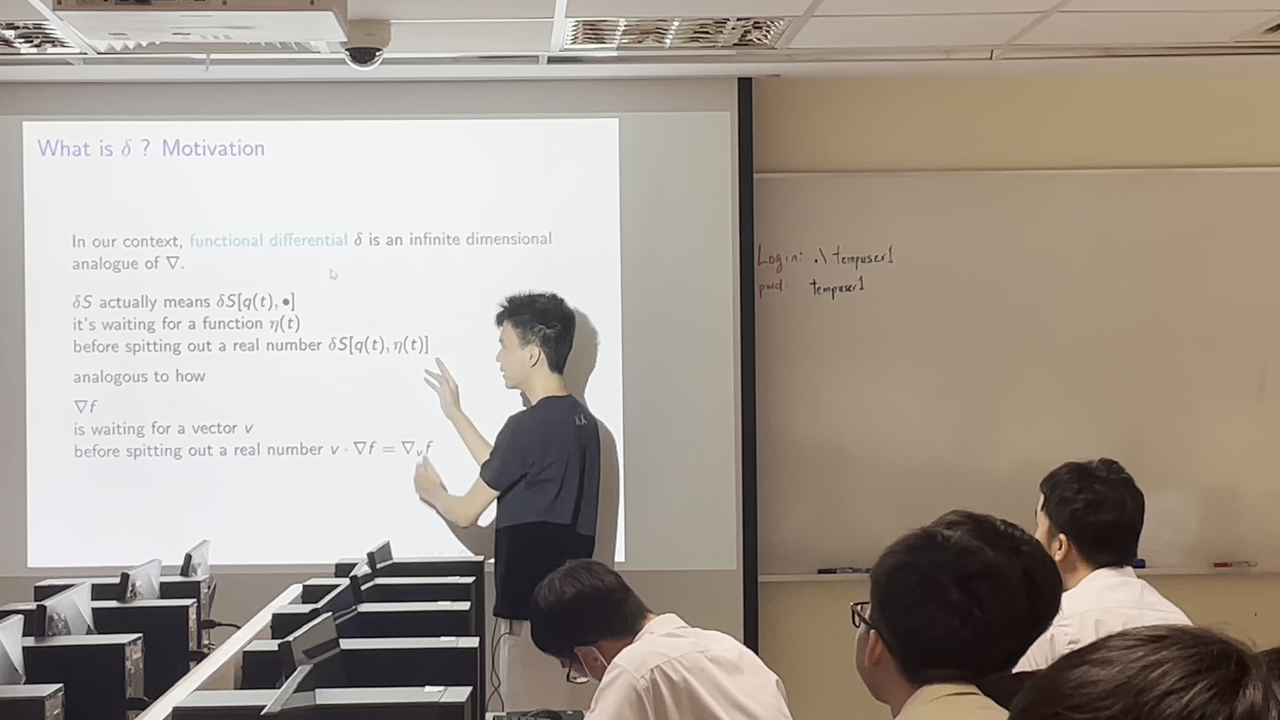 What is δ ? Motivation
In our context, functional differential δ is an infinite dimensional
analogue of ∇.
δS actually means δS[q(t), •]
it's waiting for a function η(t)
before spitting out a real number δS[q(t), η(t)]
analogous to how
∇f
is waiting for a vector v
before spitting out a real number v · ∇f = ∇ᵥf
Login: .\ tempuser1
pwd: tempuser1